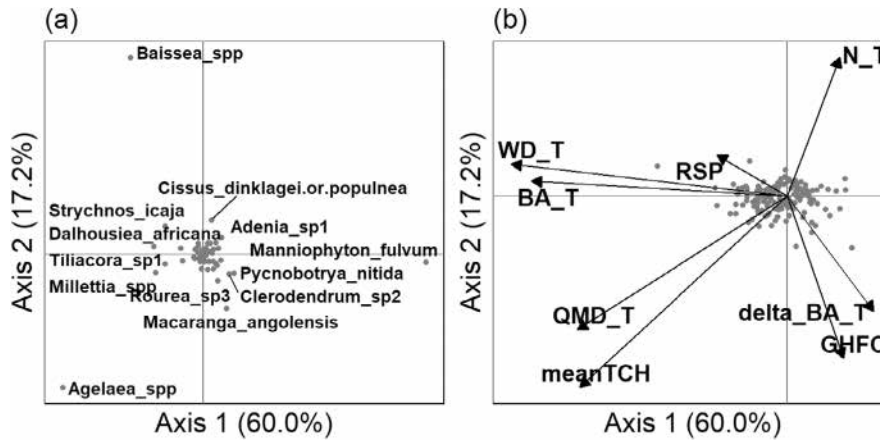 (a)
Baissea_spp
Cissus_dinklagei.or.populnea
Strychnos_icaja
Adenia_sp1
Dalhousiea_africana
Manniophyton_fulvum
Tiliacora_sp1
Pycnobotrya_nitida
Millettia_spp
Rourea_sp3
Clerodendrum_sp2
Macaranga_angolensis
Agelaea_spp
Axis 2 (17.2%)
Axis 1 (60.0%)
(b)
N_T
WD_T
RSP
BA_T
QMD_T
delta_BA_T
GHFC
meanTCH
Axis 2 (17.2%)
Axis 1 (60.0%)